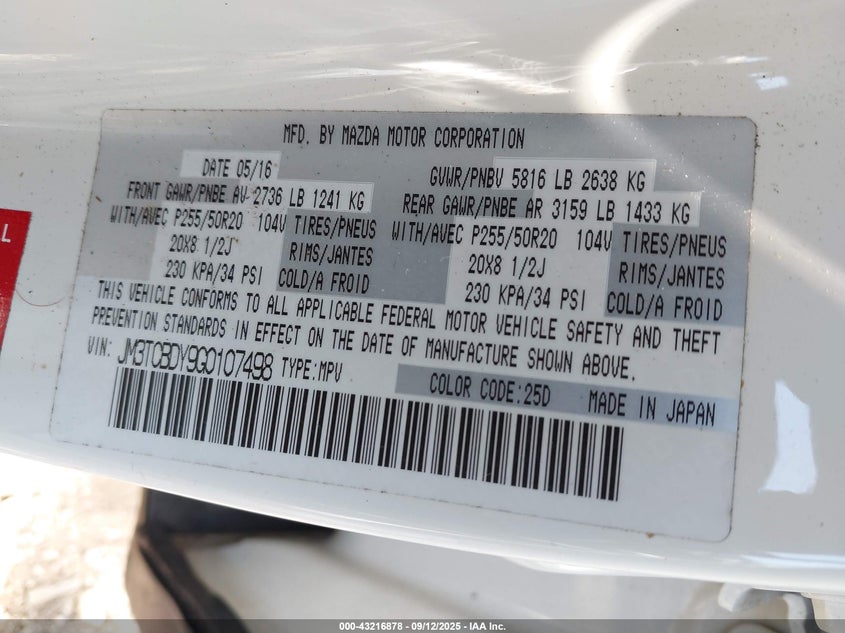 MFD. BY MAZDA MOTOR CORPORATION
DATE 05/16
GVWR/PNBV 5816 LB 2638 KG
FRONT GAWR/PNBE AV 2736 LB 1241 KG
REAR GAWR/PNBE AR 3159 LB 1433 KG
WITH/AVEC P255/50R20 104V TIRES/PNEUS
WITH/AVEC P255/50R20 104V TIRES/PNEUS
20X8 1/2J RIMS/JANTES
20X8 1/2J RIMS/JANTES
230 KPA/34 PSI COLD/A FROID
230 KPA/34 PSI COLD/A FROID
THIS VEHICLE CONFORMS TO ALL APPLICABLE FEDERAL MOTOR VEHICLE SAFETY AND THEFT
PREVENTION STANDARDS IN EFFECT ON THE DATE OF MANUFACTURE SHOWN ABOVE.
VIN: JM3TCBDY9G0107498 TYPE:MPV
COLOR CODE:25D MADE IN JAPAN
L
000-43216878 - 09/12/2025 - IAA Inc.